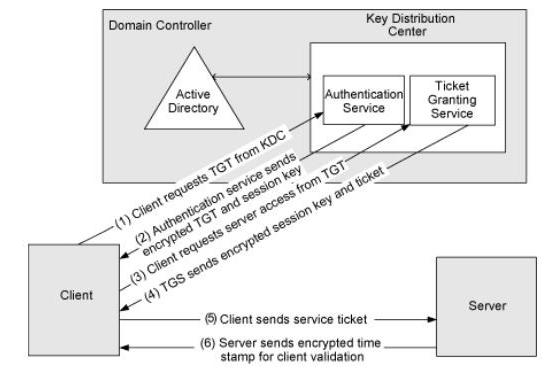 Domain Controller
Key Distribution
Center
Active
Directory
Authentication
Service
Ticket
Granting
Service
(1) Client requests TGT from KDC
(2) Authentication service sends
encrypted TGT and session key
(3) Client requests server access from TGT
(4) TGS sends encrypted session key and ticket
Client
Server
(5) Client sends service ticket
(6) Server sends encrypted time
stamp for client validation